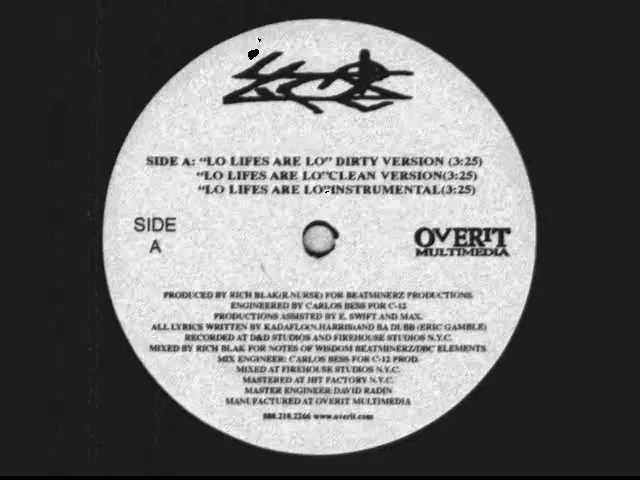 SIDE A: "LO LIFES ARE LO" DIRTY VERSION (3:25)
"LO LIFES ARE LO"CLEAN VERSION(3:25)
"LO LIFES ARE LO"INSTRUMENTAL(3:25)
SIDE
A
OVERIT
MULTIMEDIA
PRODUCED BY RICH BLAK(R.NURSE) FOR BEATMINERZ PRODUCTIONS.
ENGINEERED BY CARLOS BESS FOR C-12
PRODUCTIONS ASSISTED BY E. SWIFT AND MAX.
ALL LYRICS WRITTEN BY KADAFLO(N.HARRIS)AND BA DUBB (ERIC GAMBLE)
RECORDED AT D&D STUDIOS AND FIREHOUSE STUDIOS N.Y.C.
MIXED BY RICH BLAK FOR NOTES OF WISDOM BEATMINERZ/DBC ELEMENTS.
MIX ENGINEER: CARLOS BESS FOR C-12 PROD.
MIXED AT FIREHOUSE STUDIOS N.Y.C.
MASTERED AT HIT FACTORY N.Y.C.
MASTER ENGINEER:DAVID RADIN
MANUFACTURED AT OVERIT MULTIMEDIA
www.overit.com